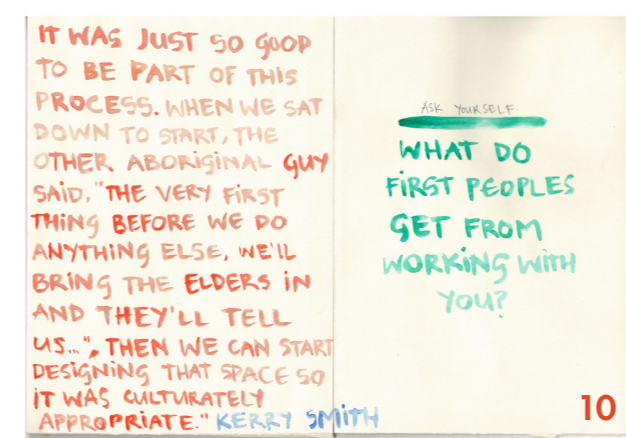 IT WAS JUST SO GOOD
TO BE PART OF THIS
PROCESS. WHEN WE SAT
DOWN TO START, THE
OTHER ABORIGINAL GUY
SAID, "THE VERY FIRST
THING BEFORE WE DO
ANYTHING ELSE, WE'LL
BRING THE ELDERS IN
AND THEY'LL TELL
US...", THEN WE CAN START
DESIGNING THAT SPACE SO
IT WAS CULTURATELY
APPROPRIATE." KERRY SMITH
ASK YOURSELF
WHAT DO
FIRST PEOPLES
GET FROM
WORKING WITH
YOU?
10